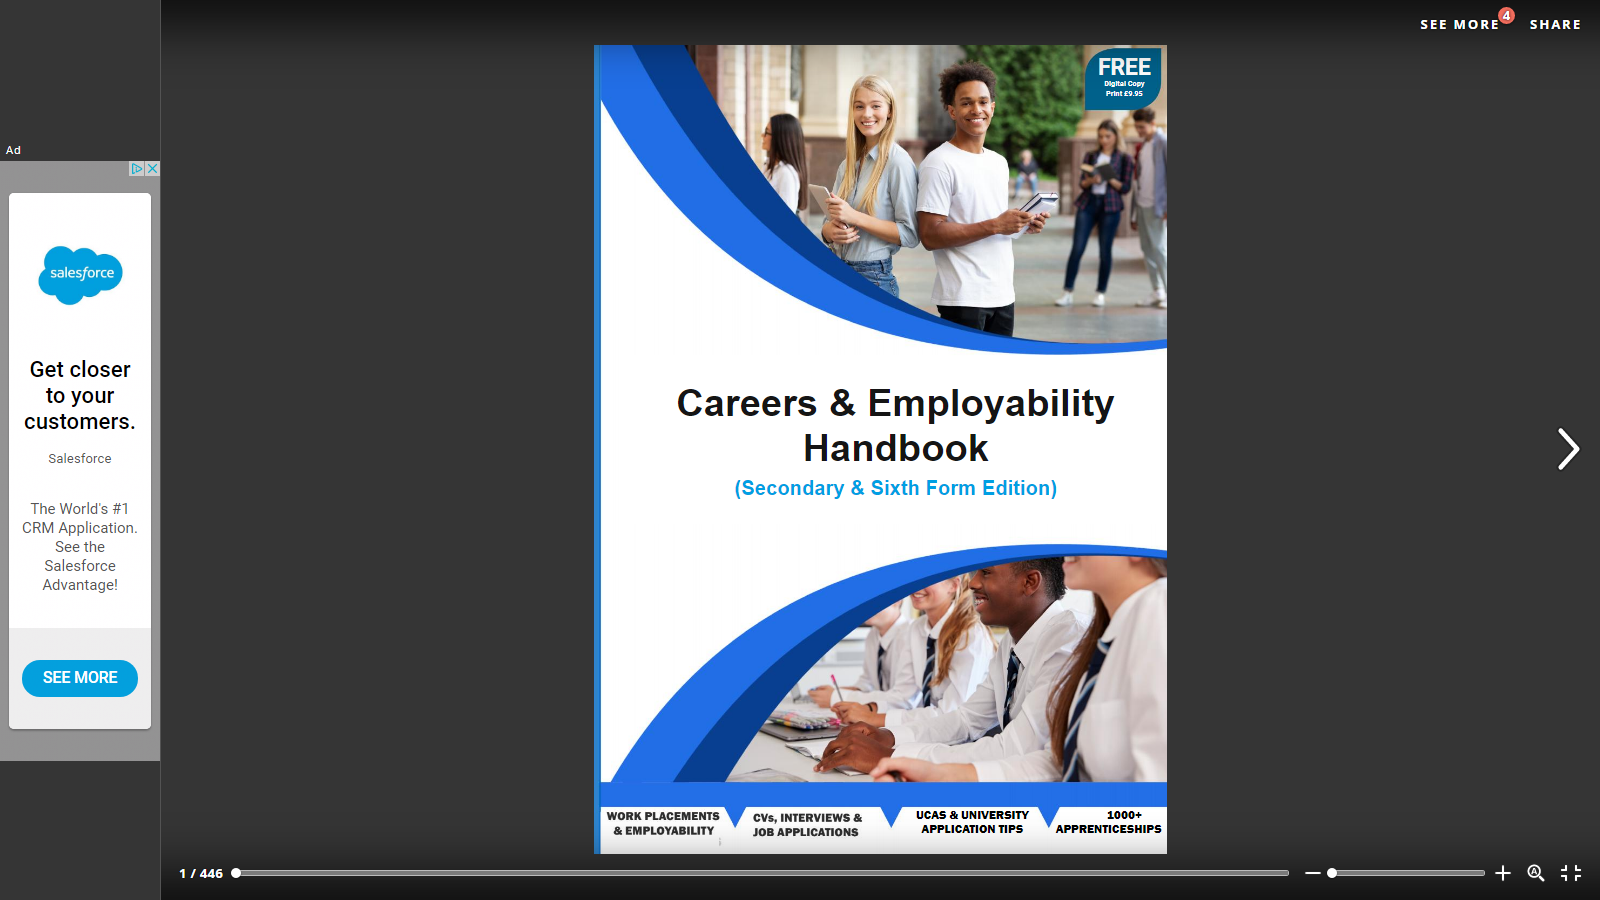 SEE MORE
4
SHARE
Ad
salesforce
Get closer
to your
customers.
Salesforce
The World's #1
CRM Application.
See the
Salesforce
Advantage!
SEE MORE
FREE
Digital Copy
Print £9.95
Careers & Employability
Handbook
(Secondary & Sixth Form Edition)
WORK PLACEMENTS
& EMPLOYABILITY
CVs, INTERVIEWS &
JOB APPLICATIONS
UCAS & UNIVERSITY
APPLICATION TIPS
1000+
APPRENTICESHIPS
1 / 446
A